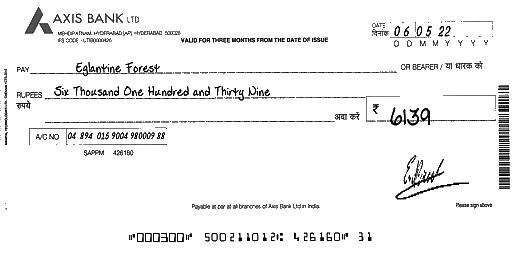 AXIS BANK LTD
MEHDIPATNAM, HYDERABAD [AP] HYDERABAD 500028
IFS CODE - UTIB0000426
VALID FOR THREE MONTHS FROM THE DATE OF ISSUE
DATE दिनांक 06 05 22
D D M M Y Y Y Y
PAY Eglantine Forest OR BEARER / या धारक को
RUPEES रुपये Six Thousand One Hundred and Thirty Nine
अदा करें ₹ 6139
A/C NO 04 894 015 9004 980009 88
SAPPM 426160
Payable at par at all branches of Axis Bank Ltd in India.
Please sign above
⑈000300⑈ 500211012⑆ 426160⑈ 31